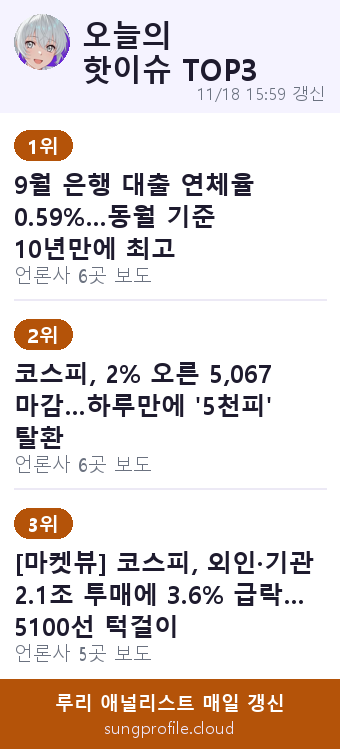 오늘의
핫이슈 TOP3
11/18 15:59 갱신
1위
9월 은행 대출 연체율
0.59%...동월 기준
10년만에 최고
언론사 6곳 보도
2위
코스피, 2% 오른 5,067
마감...하루만에 '5천피'
탈환
언론사 6곳 보도
3위
[마켓뷰] 코스피, 외인·기관
2.1조 투매에 3.6% 급락...
5100선 턱걸이
언론사 5곳 보도
루리 애널리스트 매일 갱신
sungprofile.cloud